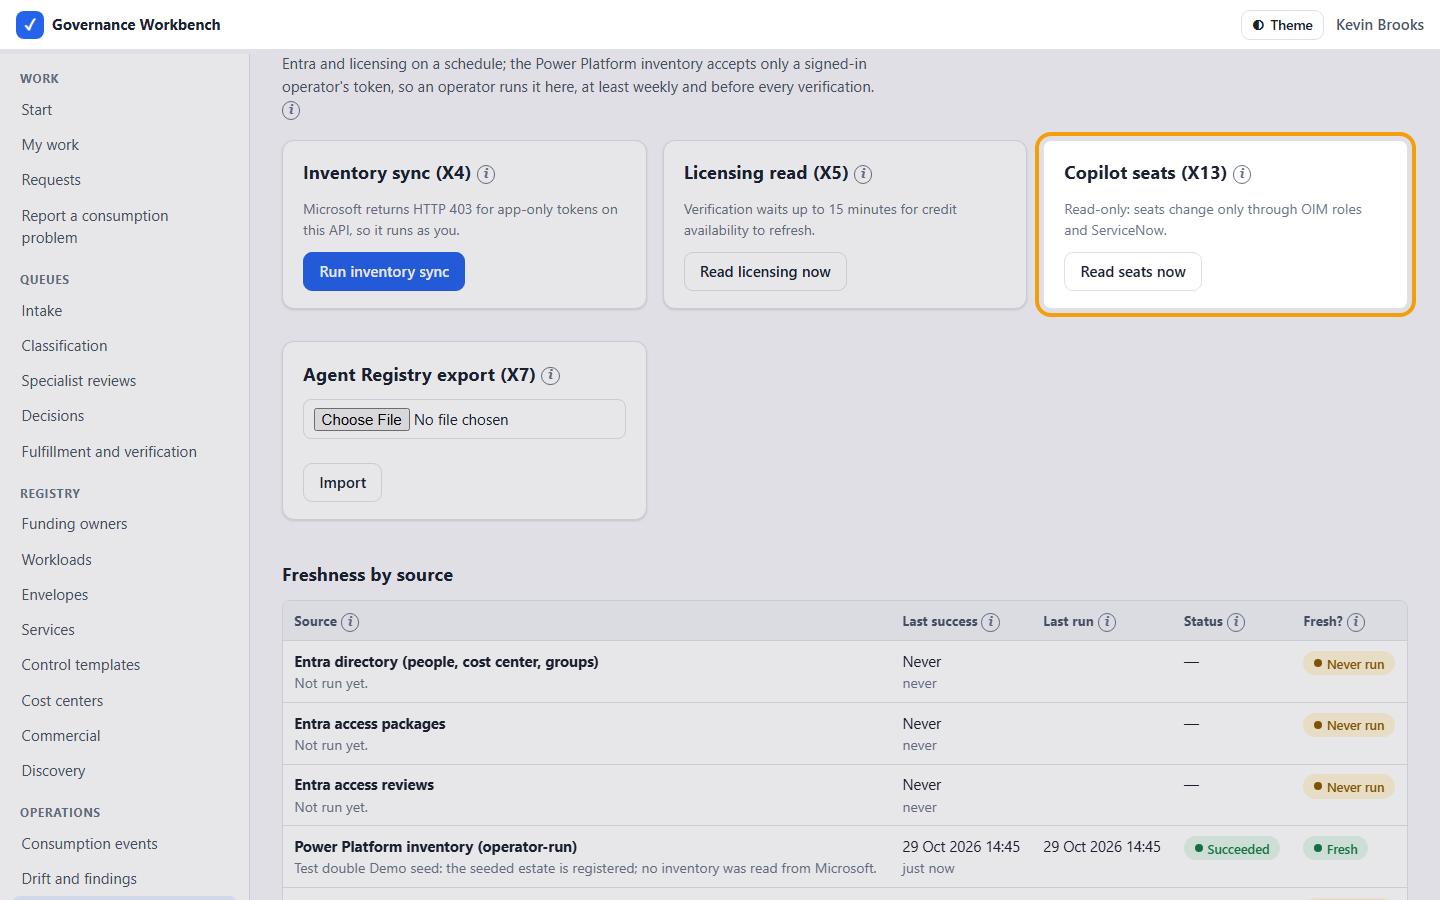 Governance Workbench
Theme
Kevin Brooks
WORK
Start
My work
Requests
Report a consumption
problem
QUEUES
Intake
Classification
Specialist reviews
Decisions
Fulfillment and verification
REGISTRY
Funding owners
Workloads
Envelopes
Services
Control templates
Cost centers
Commercial
Discovery
OPERATIONS
Consumption events
Drift and findings
Entra and licensing on a schedule; the Power Platform inventory accepts only a signed-in
operator's token, so an operator runs it here, at least weekly and before every verification.
Inventory sync (X4)
Microsoft returns HTTP 403 for app-only tokens on
this API, so it runs as you.
Run inventory sync
Licensing read (X5)
Verification waits up to 15 minutes for credit
availability to refresh.
Read licensing now
Copilot seats (X13)
Read-only: seats change only through OIM roles
and ServiceNow.
Read seats now
Agent Registry export (X7)
Choose File No file chosen
Import
Freshness by source
Source Last success Last run Status Fresh?
Entra directory (people, cost center, groups) Never — Never run
Not run yet. never
Entra access packages Never — Never run
Not run yet. never
Entra access reviews Never — Never run
Not run yet. never
Power Platform inventory (operator-run) 29 Oct 2026 14:45 29 Oct 2026 14:45 Succeeded Fresh
Test double Demo seed: the seeded estate is registered; no inventory was read from Microsoft. just now